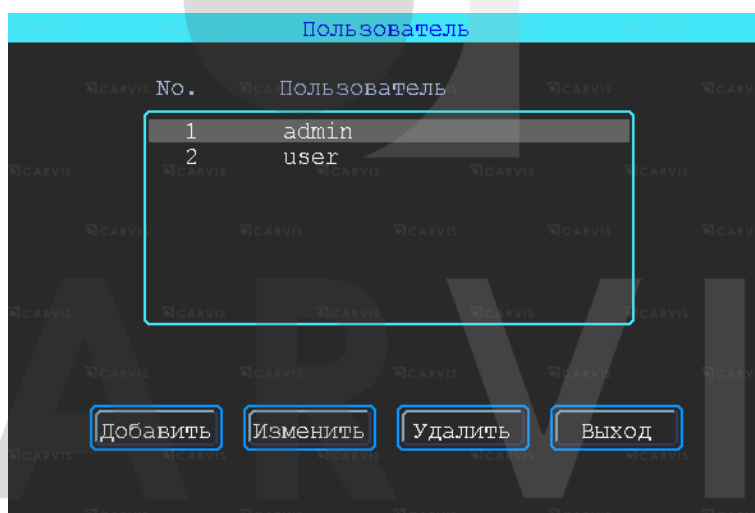 Пользователь
No. Пользователь
1 admin
2 user
Добавить Изменить Удалить Выход